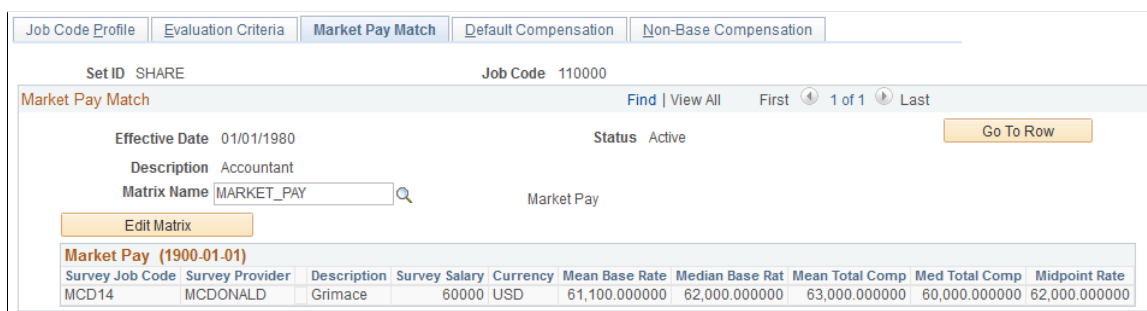 Job Code Profile Evaluation Criteria Market Pay Match Default Compensation Non-Base Compensation
Set ID SHARE Job Code 110000
Market Pay Match Find | View All First 1 of 1 Last
Effective Date 01/01/1980 Status Active Go To Row
Description Accountant
Matrix Name MARKET_PAY Market Pay
Edit Matrix
Market Pay (1900-01-01)
Survey Job Code Survey Provider Description Survey Salary Currency Mean Base Rate Median Base Rat Mean Total Comp Med Total Comp Midpoint Rate
MCD14 MCDONALD Grimace 60000 USD 61,100.000000 62,000.000000 63,000.000000 60,000.000000 62,000.000000